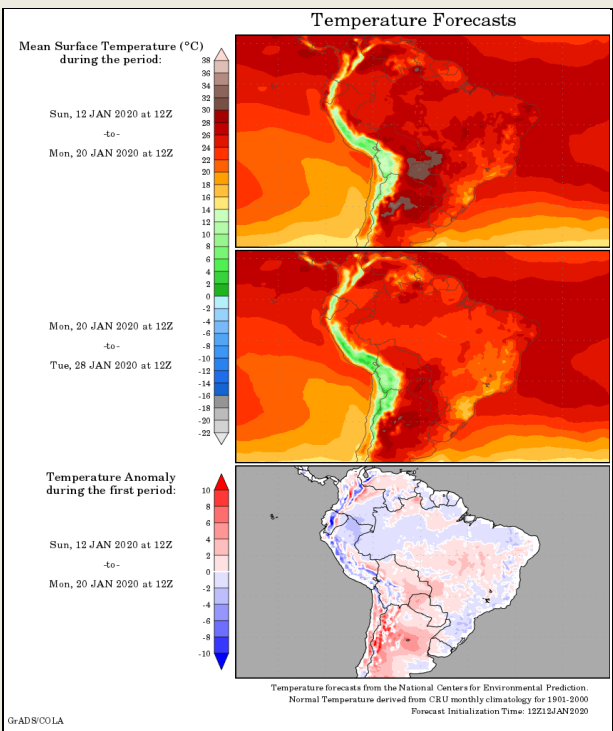 Temperature Forecasts
Mean Surface Temperature (°C)
during the period:
38
36
34
32
30
28
26
24
22
20
18
16
14
12
10
8
6
4
2
0
-2
-4
-6
-8
-10
-12
-14
-16
-18
-20
-22
Sun, 12 JAN 2020 at 12Z
-to-
Mon, 20 JAN 2020 at 12Z
Mon, 20 JAN 2020 at 12Z
-to-
Tue, 28 JAN 2020 at 12Z
Temperature Anomaly
during the first period:
10
8
6
4
2
0
-2
-4
-6
-8
-10
Sun, 12 JAN 2020 at 12Z
-to-
Mon, 20 JAN 2020 at 12Z
Temperature forecasts from the National Centers for Environmental Prediction.
Normal Temperature derived from CRU monthly climatology for 1901-2000
Forecast Initialization Time: 12Z12JAN2020
GrADS/COLA